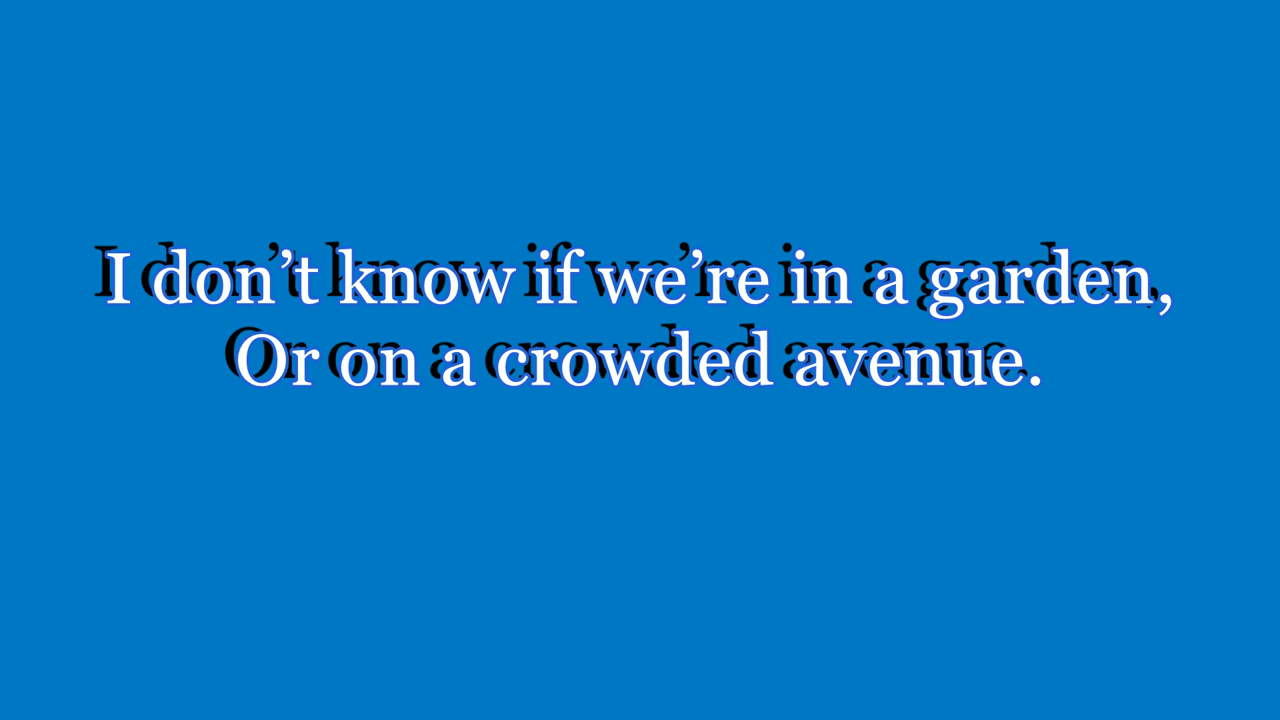 I don’t know if we’re in a garden,
Or on a crowded avenue.